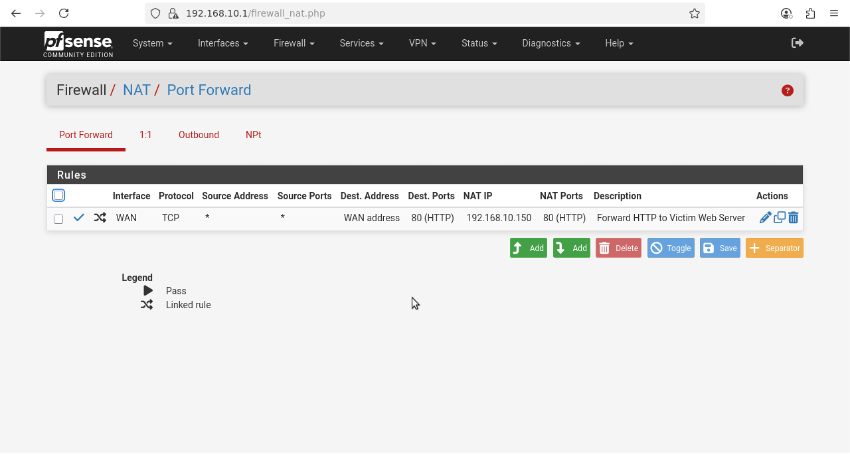 192.168.10.1/firewall_nat.php
pfsense System Interfaces Firewall Services VPN Status Diagnostics Help
COMMUNITY EDITION
Firewall / NAT / Port Forward ?
Port Forward 1:1 Outbound NPt
Rules
Interface Protocol Source Address Source Ports Dest. Address Dest. Ports NAT IP NAT Ports Description Actions
WAN TCP * * WAN address 80 (HTTP) 192.168.10.150 80 (HTTP) Forward HTTP to Victim Web Server
Add Add Delete Toggle Save Separator
Legend
Pass
Linked rule